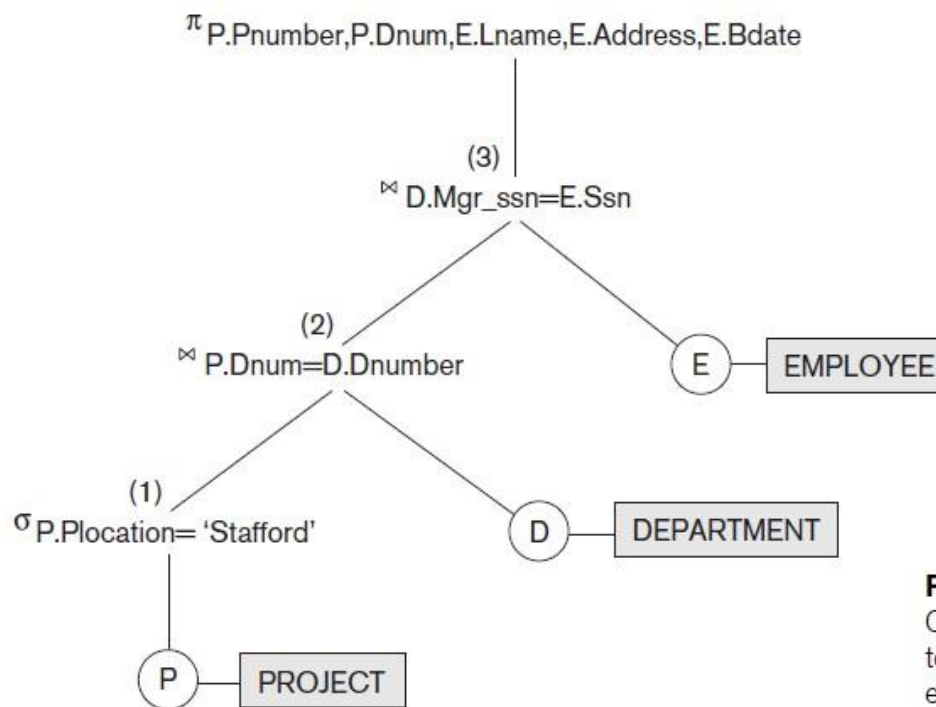 π P.Pnumber,P.Dnum,E.Lname,E.Address,E.Bdate
(3)
⋈ D.Mgr_ssn=E.Ssn
(2)
⋈ P.Dnum=D.Dnumber
E
EMPLOYEE
(1)
σ P.Plocation= ‘Stafford’
D
DEPARTMENT
P
PROJECT